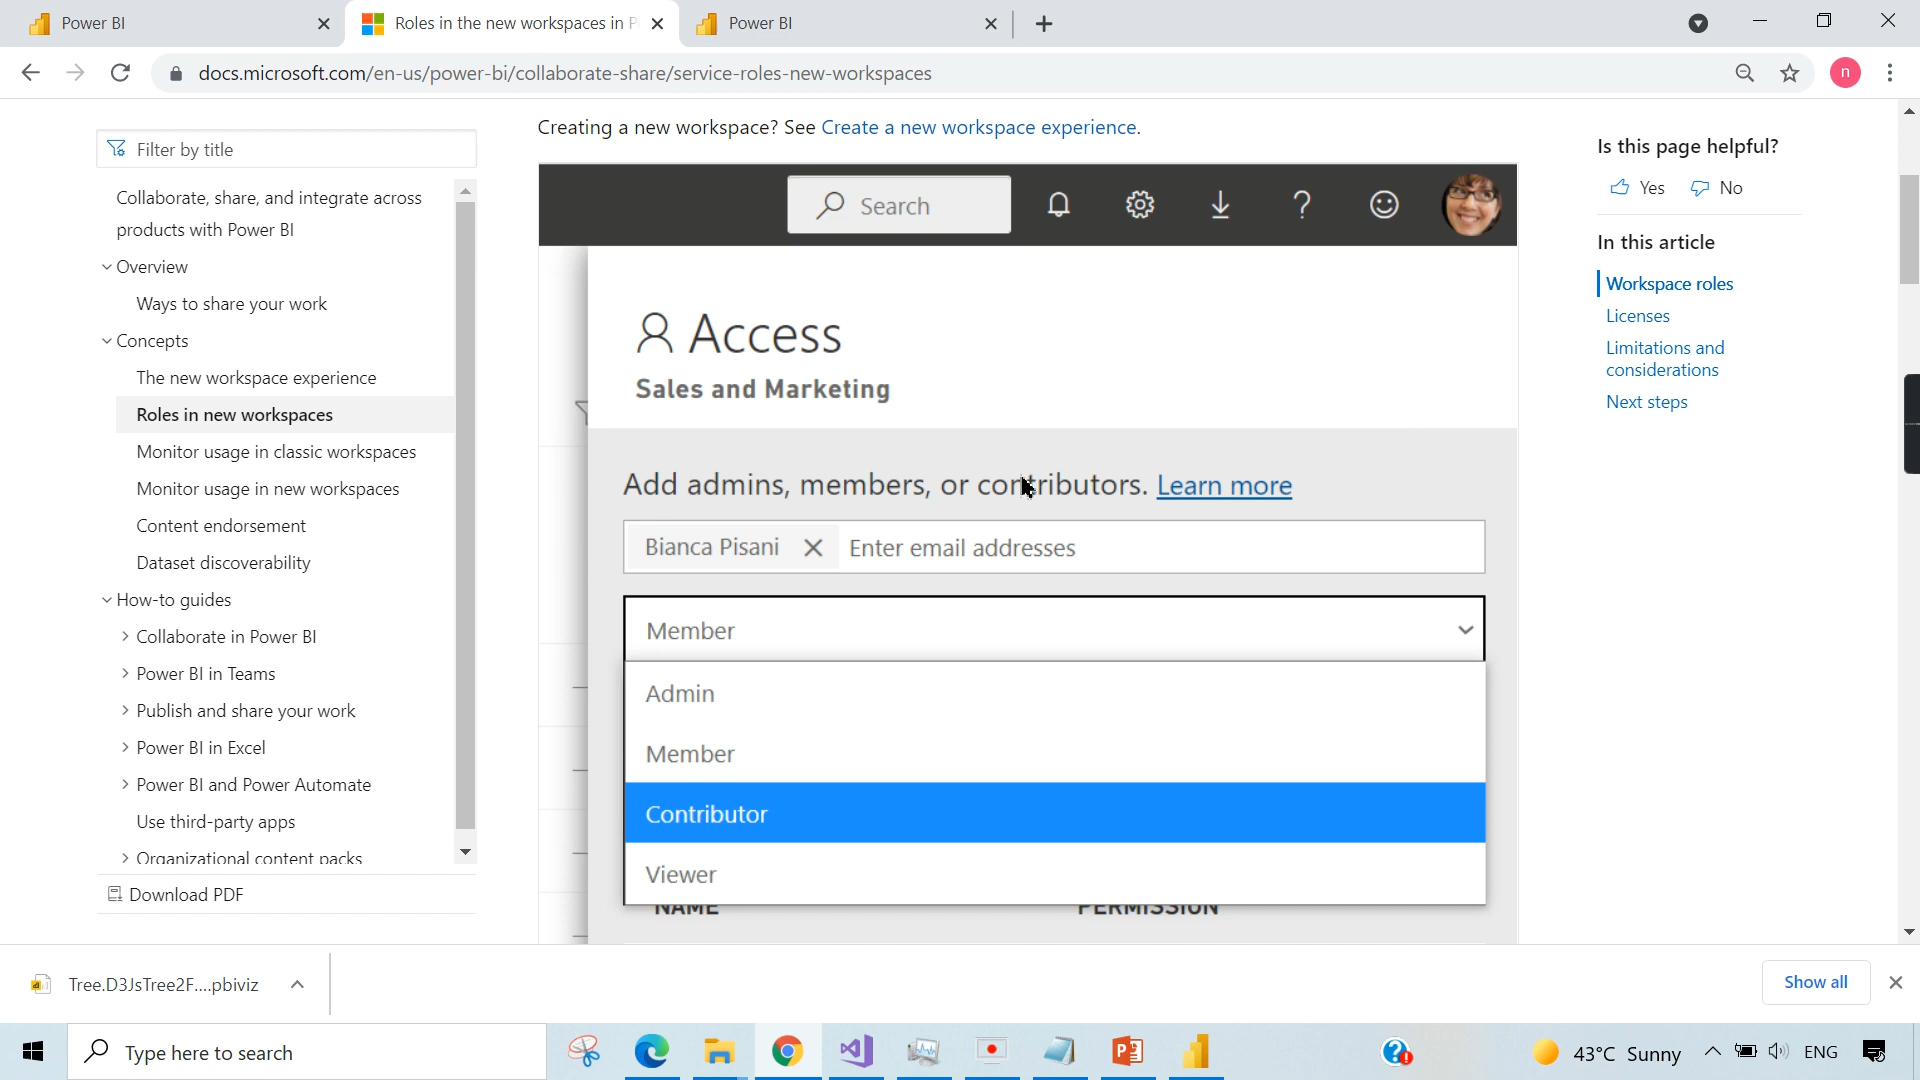 Power BI
Roles in the new workspaces in P
Power BI
docs.microsoft.com/en-us/power-bi/collaborate-share/service-roles-new-workspaces
n
Filter by title
Collaborate, share, and integrate across
products with Power BI
Overview
Ways to share your work
Concepts
The new workspace experience
Roles in new workspaces
Monitor usage in classic workspaces
Monitor usage in new workspaces
Content endorsement
Dataset discoverability
How-to guides
Collaborate in Power BI
Power BI in Teams
Publish and share your work
Power BI in Excel
Power BI and Power Automate
Use third-party apps
Organizational content packs
Download PDF
Creating a new workspace? See Create a new workspace experience.
Search
Access
Sales and Marketing
Add admins, members, or contributors. Learn more
Bianca Pisani
Enter email addresses
Member
Admin
Member
Contributor
Viewer
NAME
PERMISSION
Is this page helpful?
Yes
No
In this article
Workspace roles
Licenses
Limitations and
considerations
Next steps
Tree.D3JsTree2F....pbiviz
Show all
Type here to search
43°C Sunny
ENG